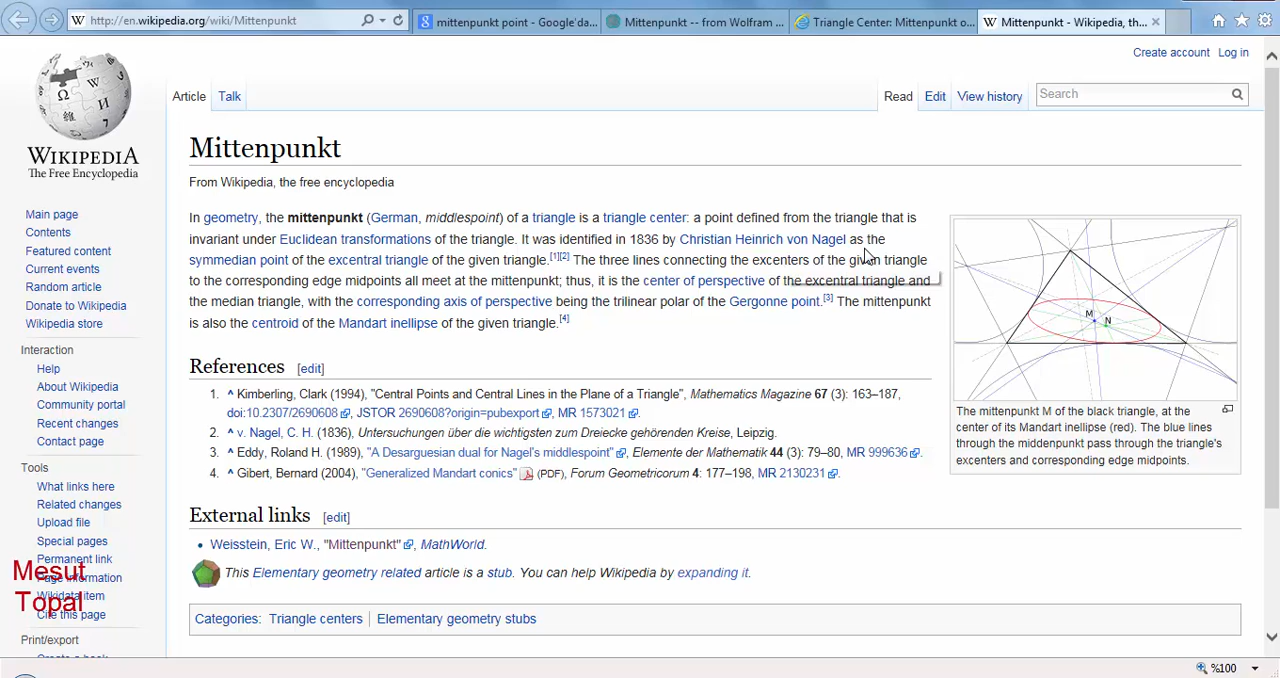 http://en.wikipedia.org/wiki/Mittenpunkt
mittenpunkt point - Google'da...
Mittenpunkt -- from Wolfram ...
Triangle Center: Mittenpunkt o...
Mittenpunkt - Wikipedia, th...
Create account Log in
Article Talk
Read Edit View history
Search
WIKIPEDIA
The Free Encyclopedia
Main page
Contents
Featured content
Current events
Random article
Donate to Wikipedia
Wikipedia store
Interaction
Help
About Wikipedia
Community portal
Recent changes
Contact page
Tools
What links here
Related changes
Upload file
Special pages
Permanent link
Page information
Wikidata item
Cite this page
Print/export
Mesut
Topal
Mittenpunkt
From Wikipedia, the free encyclopedia
In geometry, the mittenpunkt (German, middlespoint) of a triangle is a triangle center: a point defined from the triangle that is
invariant under Euclidean transformations of the triangle. It was identified in 1836 by Christian Heinrich von Nagel as the
symmedian point of the excentral triangle of the given triangle.[1][2] The three lines connecting the excenters of the given triangle
to the corresponding edge midpoints all meet at the mittenpunkt; thus, it is the center of perspective of the excentral triangle and
the median triangle, with the corresponding axis of perspective being the trilinear polar of the Gergonne point.[3] The mittenpunkt
is also the centroid of the Mandart inellipse of the given triangle.[4]
M
N
The mittenpunkt M of the black triangle, at the
center of its Mandart inellipse (red). The blue lines
through the middenpunkt pass through the triangle's
excenters and corresponding edge midpoints.
References [edit]
1. ^ Kimberling, Clark (1994), "Central Points and Central Lines in the Plane of a Triangle", Mathematics Magazine 67 (3): 163–187,
doi:10.2307/2690608, JSTOR 2690608?origin=pubexport, MR 1573021.
2. ^ v. Nagel, C. H. (1836), Untersuchungen über die wichtigsten zum Dreiecke gehörenden Kreise, Leipzig.
3. ^ Eddy, Roland H. (1989), "A Desarguesian dual for Nagel's middlespoint", Elemente der Mathematik 44 (3): 79–80, MR 999636.
4. ^ Gibert, Bernard (2004), "Generalized Mandart conics" (PDF), Forum Geometricorum 4: 177–198, MR 2130231.
External links [edit]
• Weisstein, Eric W., "Mittenpunkt", MathWorld.
This Elementary geometry related article is a stub. You can help Wikipedia by expanding it.
Categories: Triangle centers | Elementary geometry stubs
%100